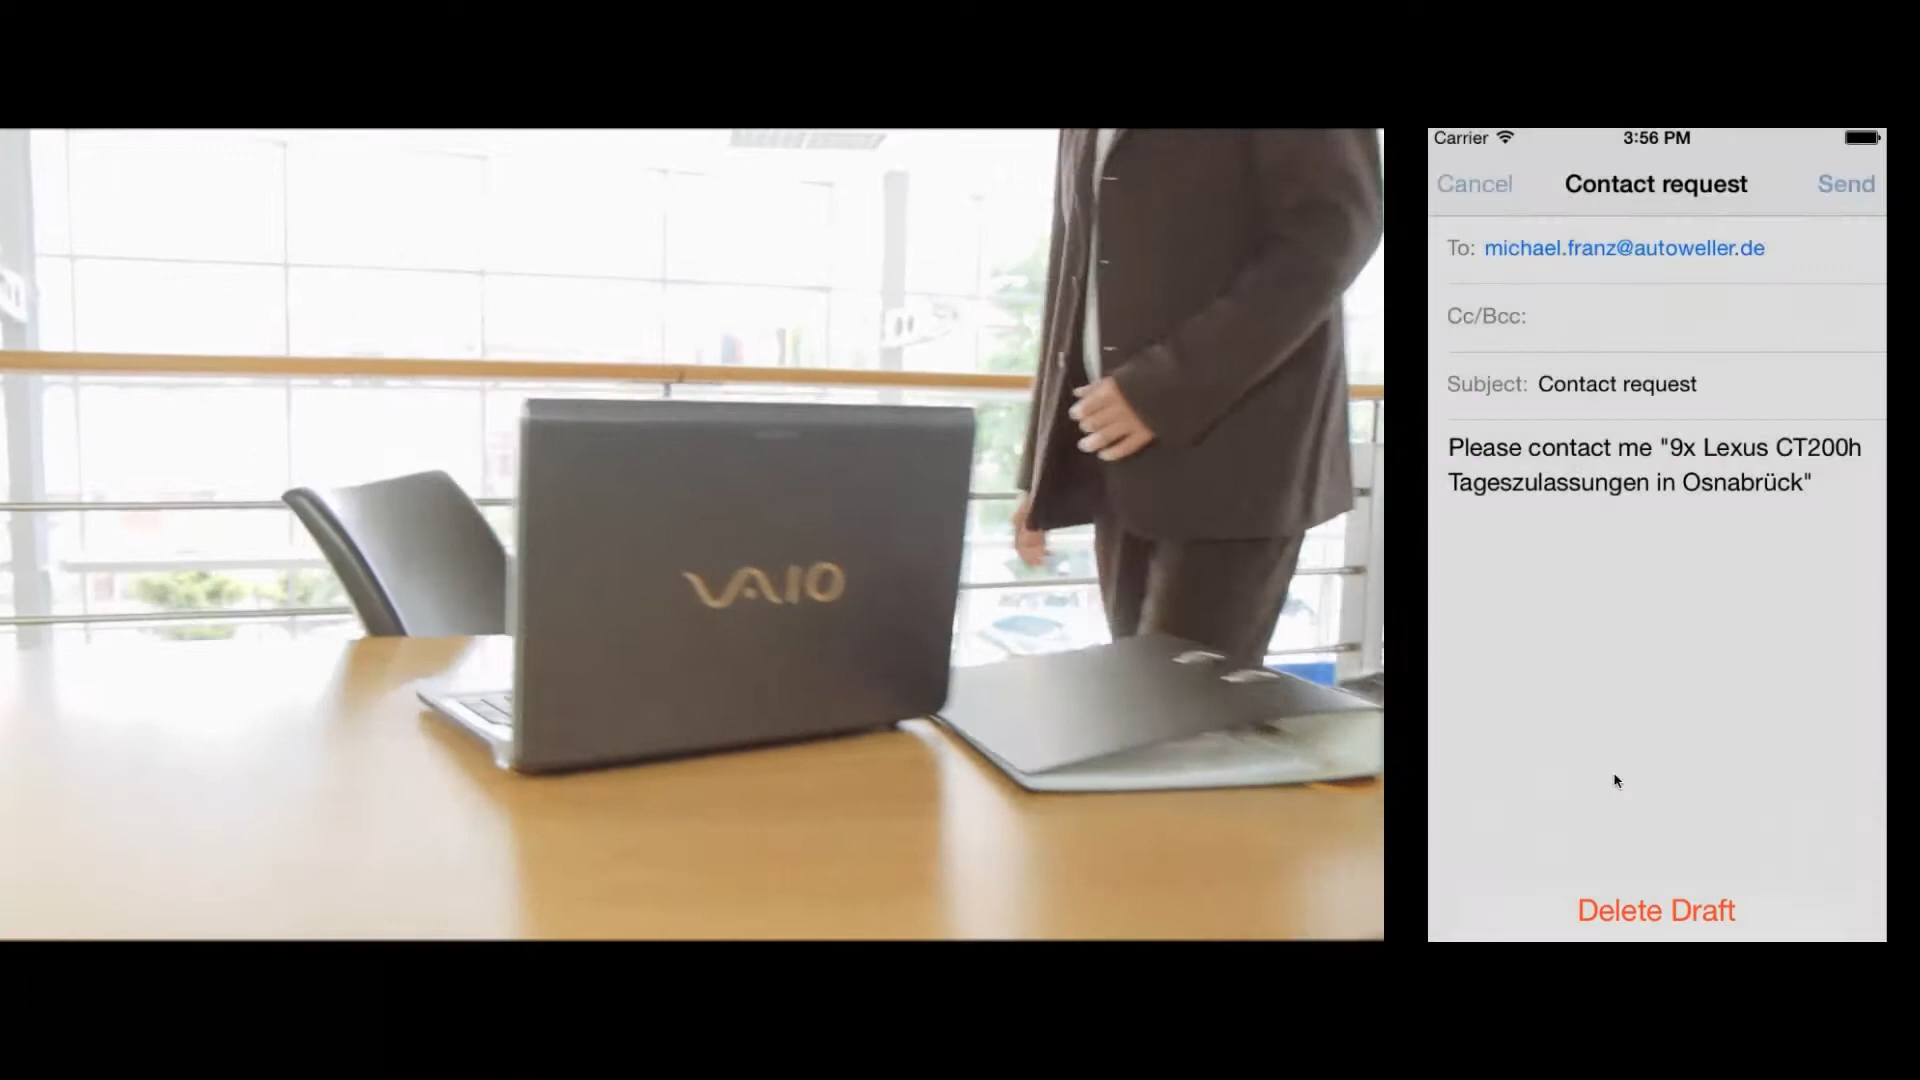 VAIO
Carrier 3:56 PM
Cancel Contact request Send
To: michael.franz@autoweller.de
Cc/Bcc:
Subject: Contact request
Please contact me "9x Lexus CT200h
Tageszulassungen in Osnabrück"
Delete Draft